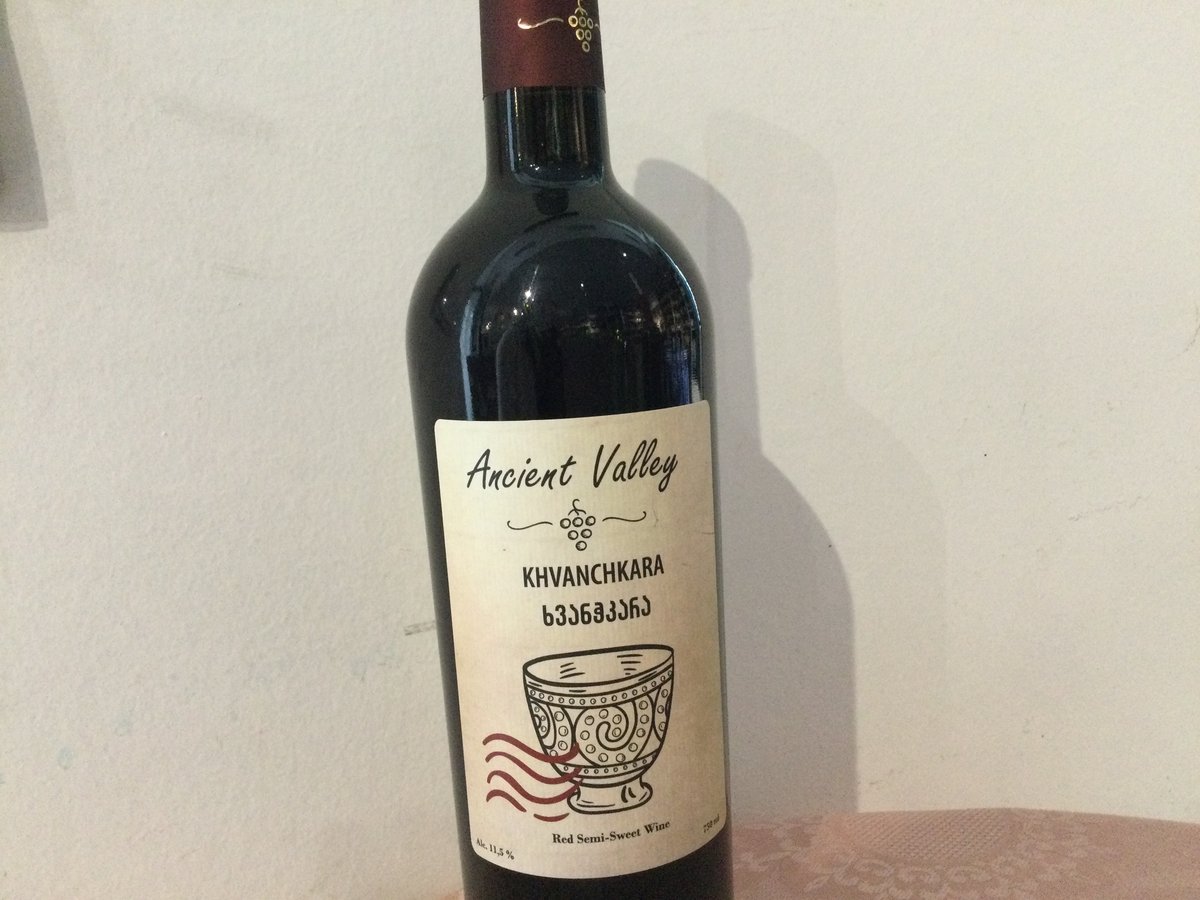 Ancient Valley
KHVANCHKARA
ხვანჭკარა
Red Semi-Sweet Wine
Alc. 11,5 %
750 ml